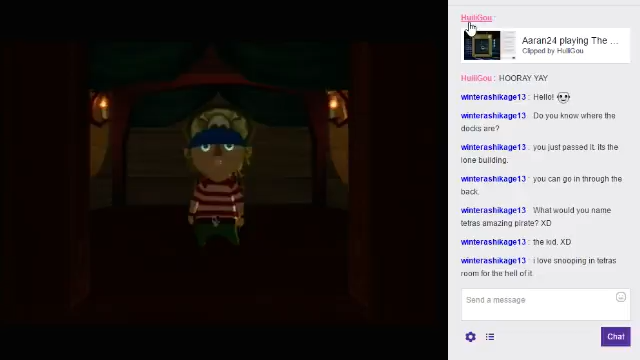 HulliGou :
Aaran24 playing The ...
Clipped by HulliGou
HulliGou : HOORAY YAY
winterashikage13 : Hello!
winterashikage13 : Do you know where the
docks are?
winterashikage13 : you just passed it. Its the
lone building.
winterashikage13 : you can go in through the
back.
winterashikage13 : What would you name
tetras amazing pirate? XD
winterashikage13 : the kid. XD
winterashikage13 : i love snooping in tetras
room for the hell of it.
Send a message
Chat